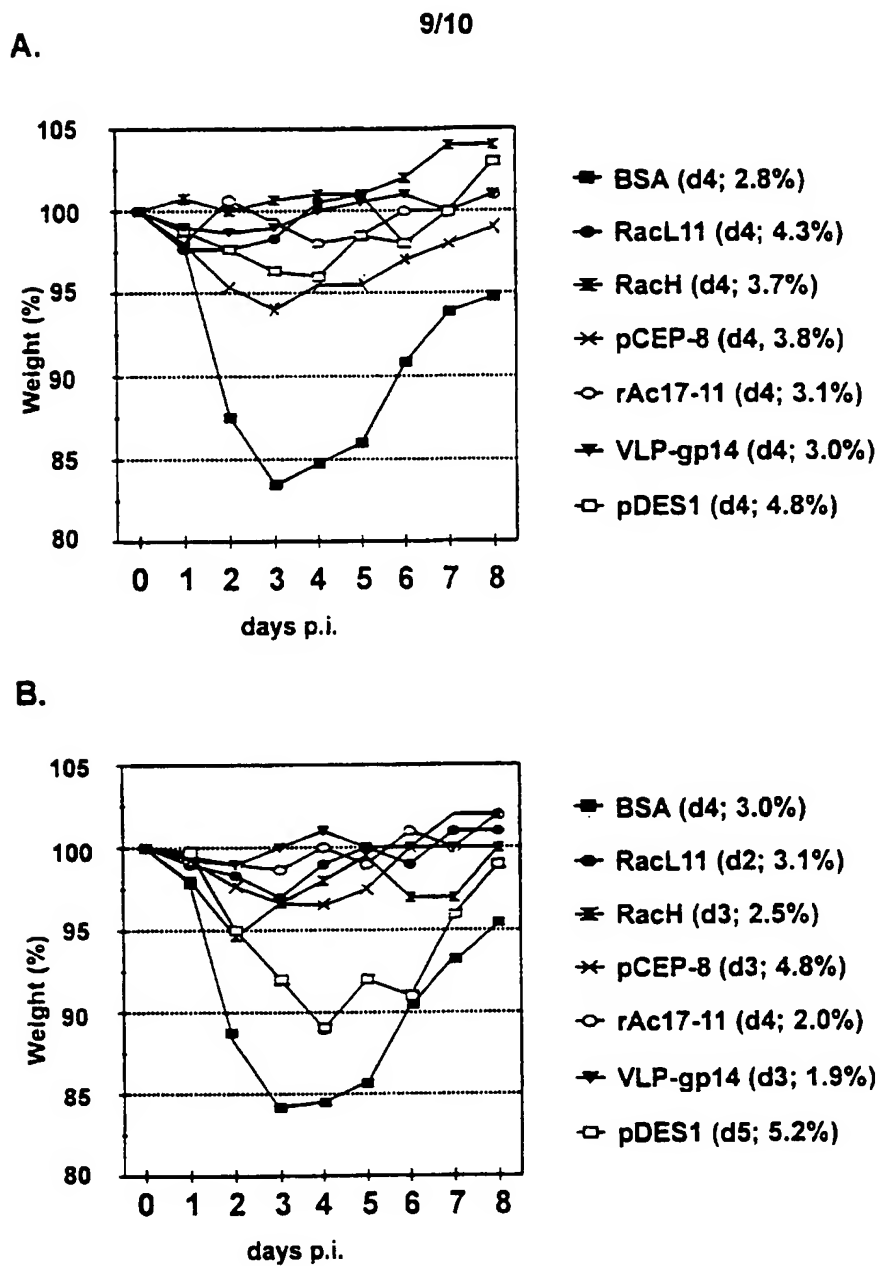 9/10
A.
105
100
95
90
85
80
Weight (%)
0 1 2 3 4 5 6 7 8
days p.i.
BSA (d4; 2.8%)
RacL11 (d4; 4.3%)
RacH (d4; 3.7%)
pCEP-8 (d4, 3.8%)
rAc17-11 (d4; 3.1%)
VLP-gp14 (d4; 3.0%)
pDES1 (d4; 4.8%)
B.
105
100
95
90
85
80
Weight (%)
0 1 2 3 4 5 6 7 8
days p.i.
BSA (d4; 3.0%)
RacL11 (d2; 3.1%)
RacH (d3; 2.5%)
pCEP-8 (d3; 4.8%)
rAc17-11 (d4; 2.0%)
VLP-gp14 (d3; 1.9%)
pDES1 (d5; 5.2%)